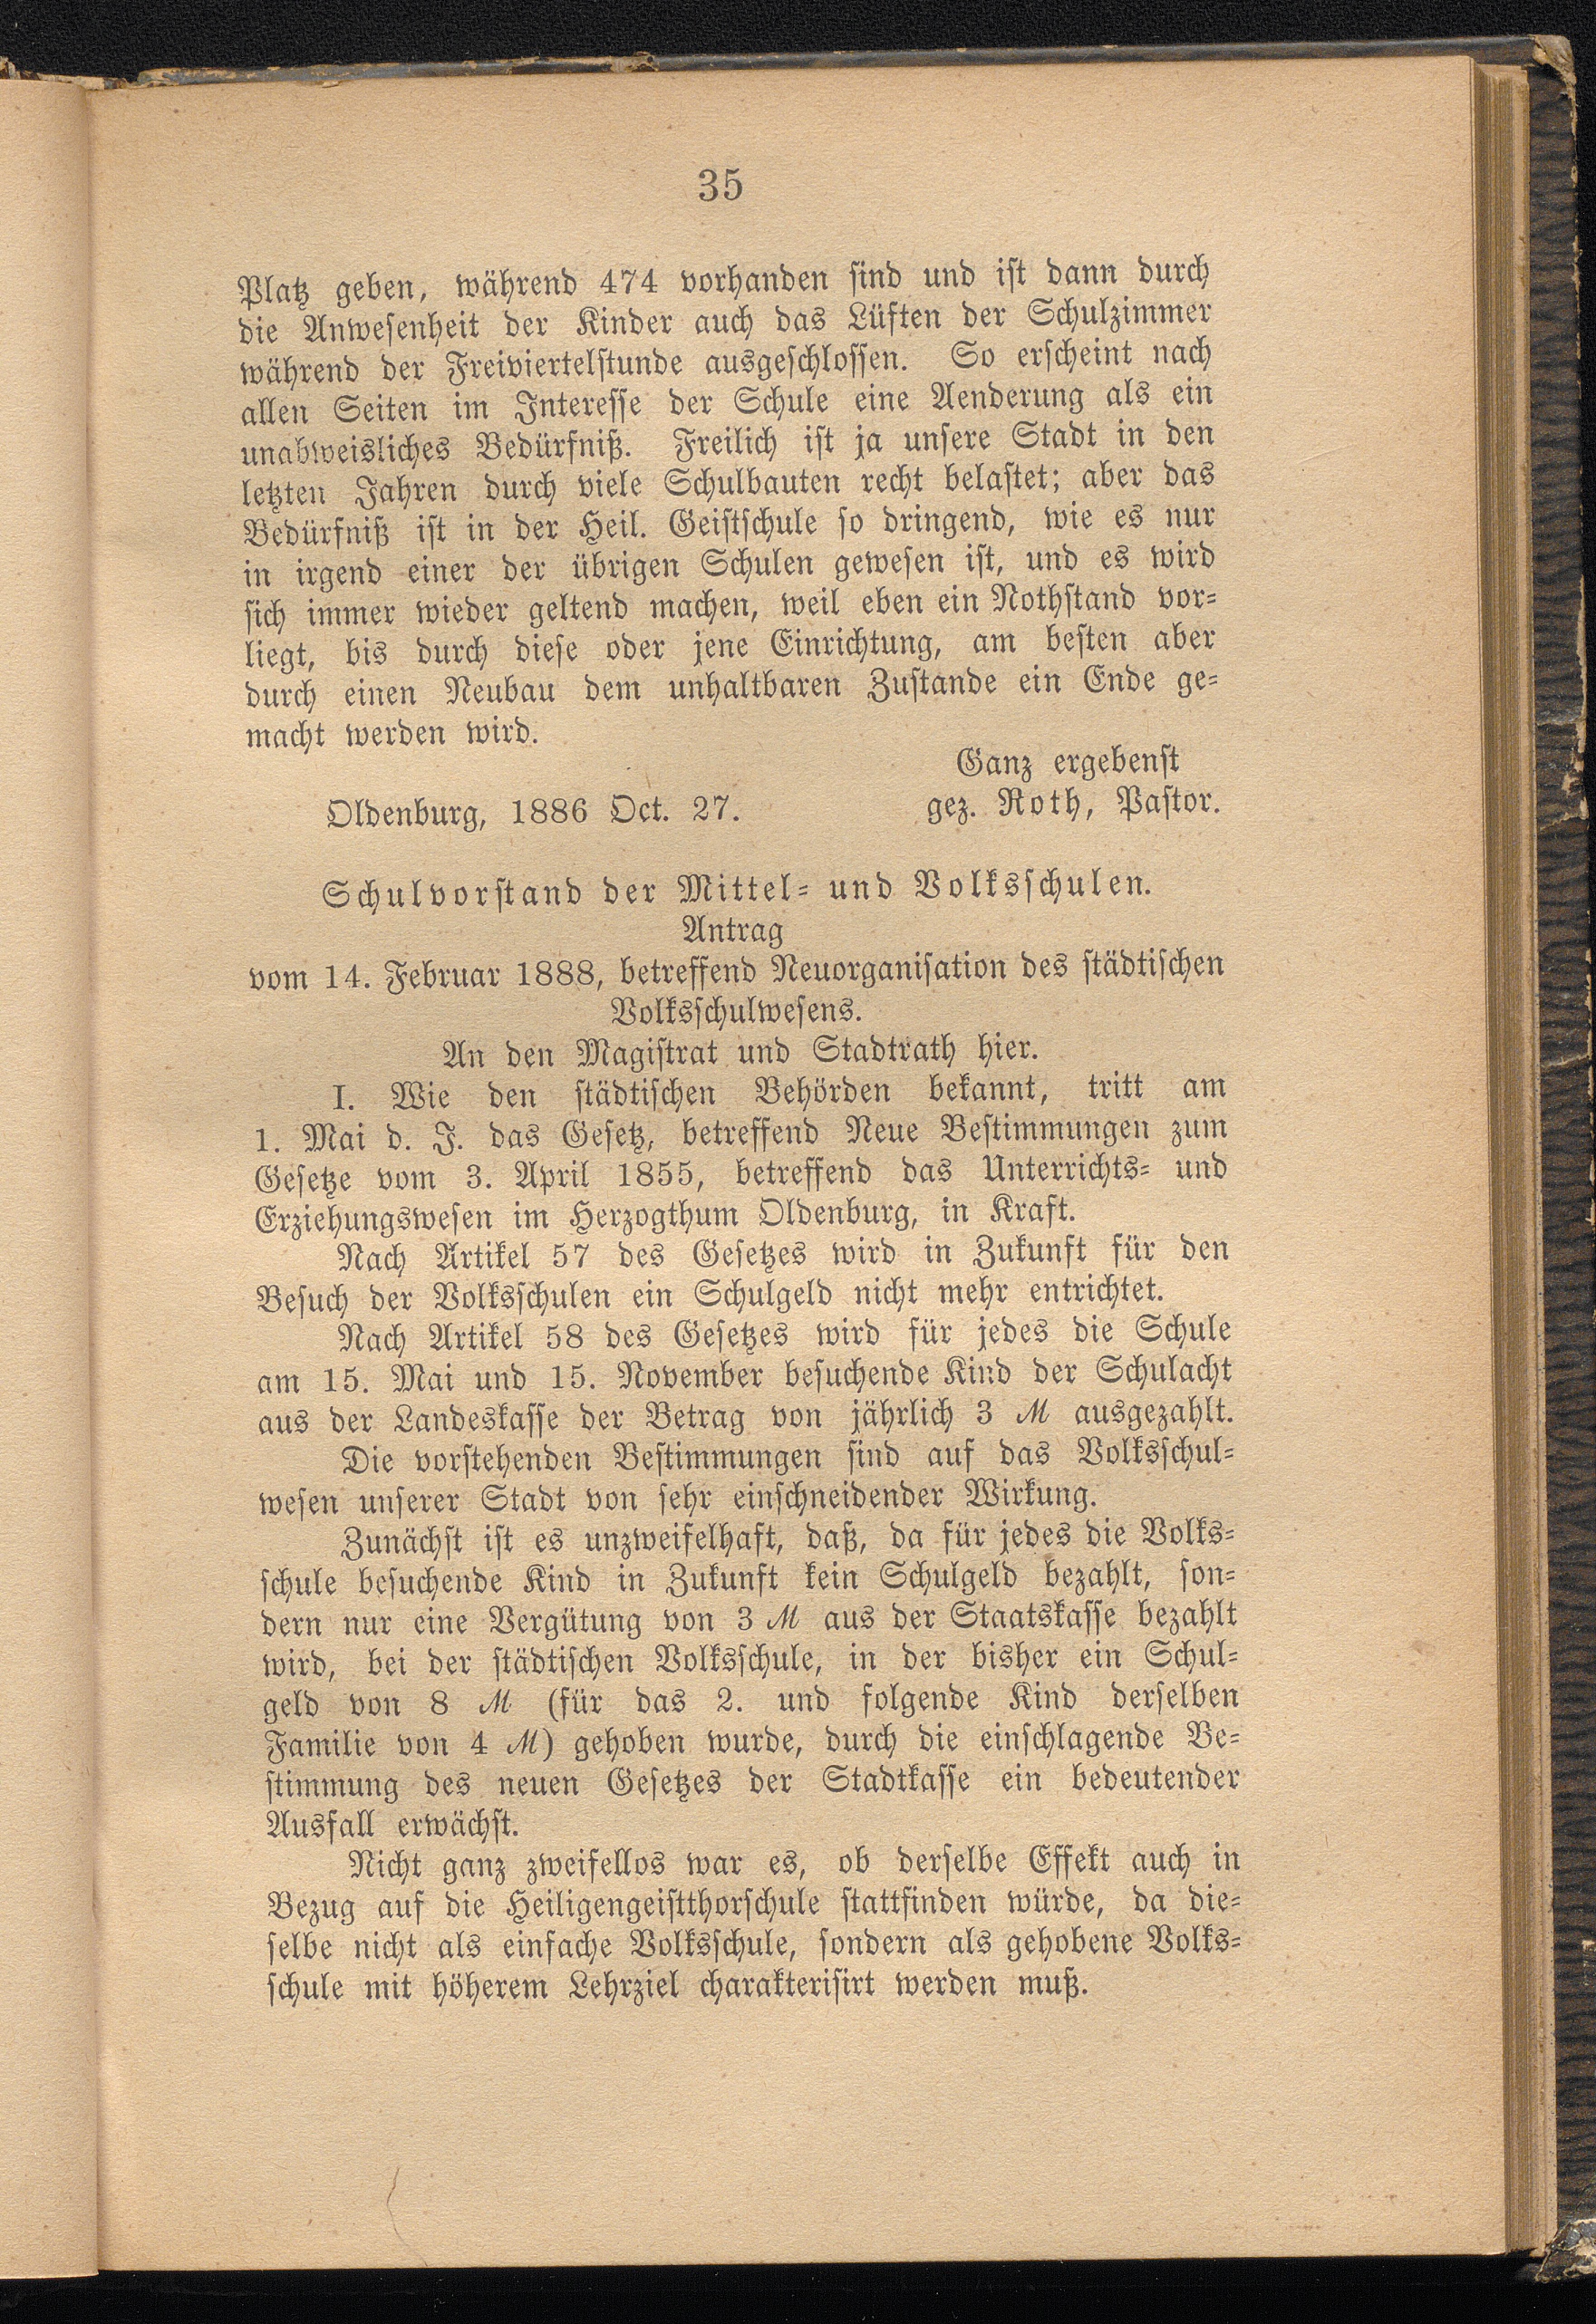 35
Platz geben, während 474 vorhanden sind und ist dann durch
die Anwesenheit der Kinder auch das Lüften der Schulzimmer
während der Freiviertelstunde ausgeschlossen. So erscheint nach
allen Seiten im Interesse der Schule eine Aenderung als ein
unabweisliches Bedürfniß. Freilich ist ja unsere Stadt in den
letzten Jahren durch viele Schulbauten recht belastet; aber das
Bedürfniß ist in der Heil. Geistschule so dringend, wie es nur
in irgend einer der übrigen Schulen gewesen ist, und es wird
sich immer wieder geltend machen, weil eben ein Nothstand vor-
liegt, bis durch diese oder jene Einrichtung, am besten aber
durch einen Neubau dem unhaltbaren Zustande ein Ende ge-
macht werden wird.
Ganz ergebenst
Oldenburg, 1886 Oct. 27. gez. Roth, Pastor.
Schulvorstand der Mittel- und Volksschulen.
Antrag
vom 14. Februar 1888, betreffend Neuorganisation des städtischen
Volksschulwesens.
An den Magistrat und Stadtrath hier.
I. Wie den städtischen Behörden bekannt, tritt am
1. Mai d. J. das Gesetz, betreffend Neue Bestimmungen zum
Gesetze vom 3. April 1855, betreffend das Unterrichts- und
Erziehungswesen im Herzogthum Oldenburg, in Kraft.
Nach Artikel 57 des Gesetzes wird in Zukunft für den
Besuch der Volksschulen ein Schulgeld nicht mehr entrichtet.
Nach Artikel 58 des Gesetzes wird für jedes die Schule
am 15. Mai und 15. November besuchende Kind der Schulacht
aus der Landeskasse der Betrag von jährlich 3 ℳ ausgezahlt.
Die vorstehenden Bestimmungen sind auf das Volksschul-
wesen unserer Stadt von sehr einschneidender Wirkung.
Zunächst ist es unzweifelhaft, daß, da für jedes die Volks-
schule besuchende Kind in Zukunft kein Schulgeld bezahlt, son-
dern nur eine Vergütung von 3 ℳ aus der Staatskasse bezahlt
wird, bei der städtischen Volksschule, in der bisher ein Schul-
geld von 8 ℳ (für das 2. und folgende Kind derselben
Familie von 4 ℳ) gehoben wurde, durch die einschlagende Be-
stimmung des neuen Gesetzes der Stadtkasse ein bedeutender
Ausfall erwächst.
Nicht ganz zweifellos war es, ob derselbe Effekt auch in
Bezug auf die Heiligengeistthorschule stattfinden würde, da die-
selbe nicht als einfache Volksschule, sondern als gehobene Volks-
schule mit höherem Lehrziel charakterisirt werden muß.